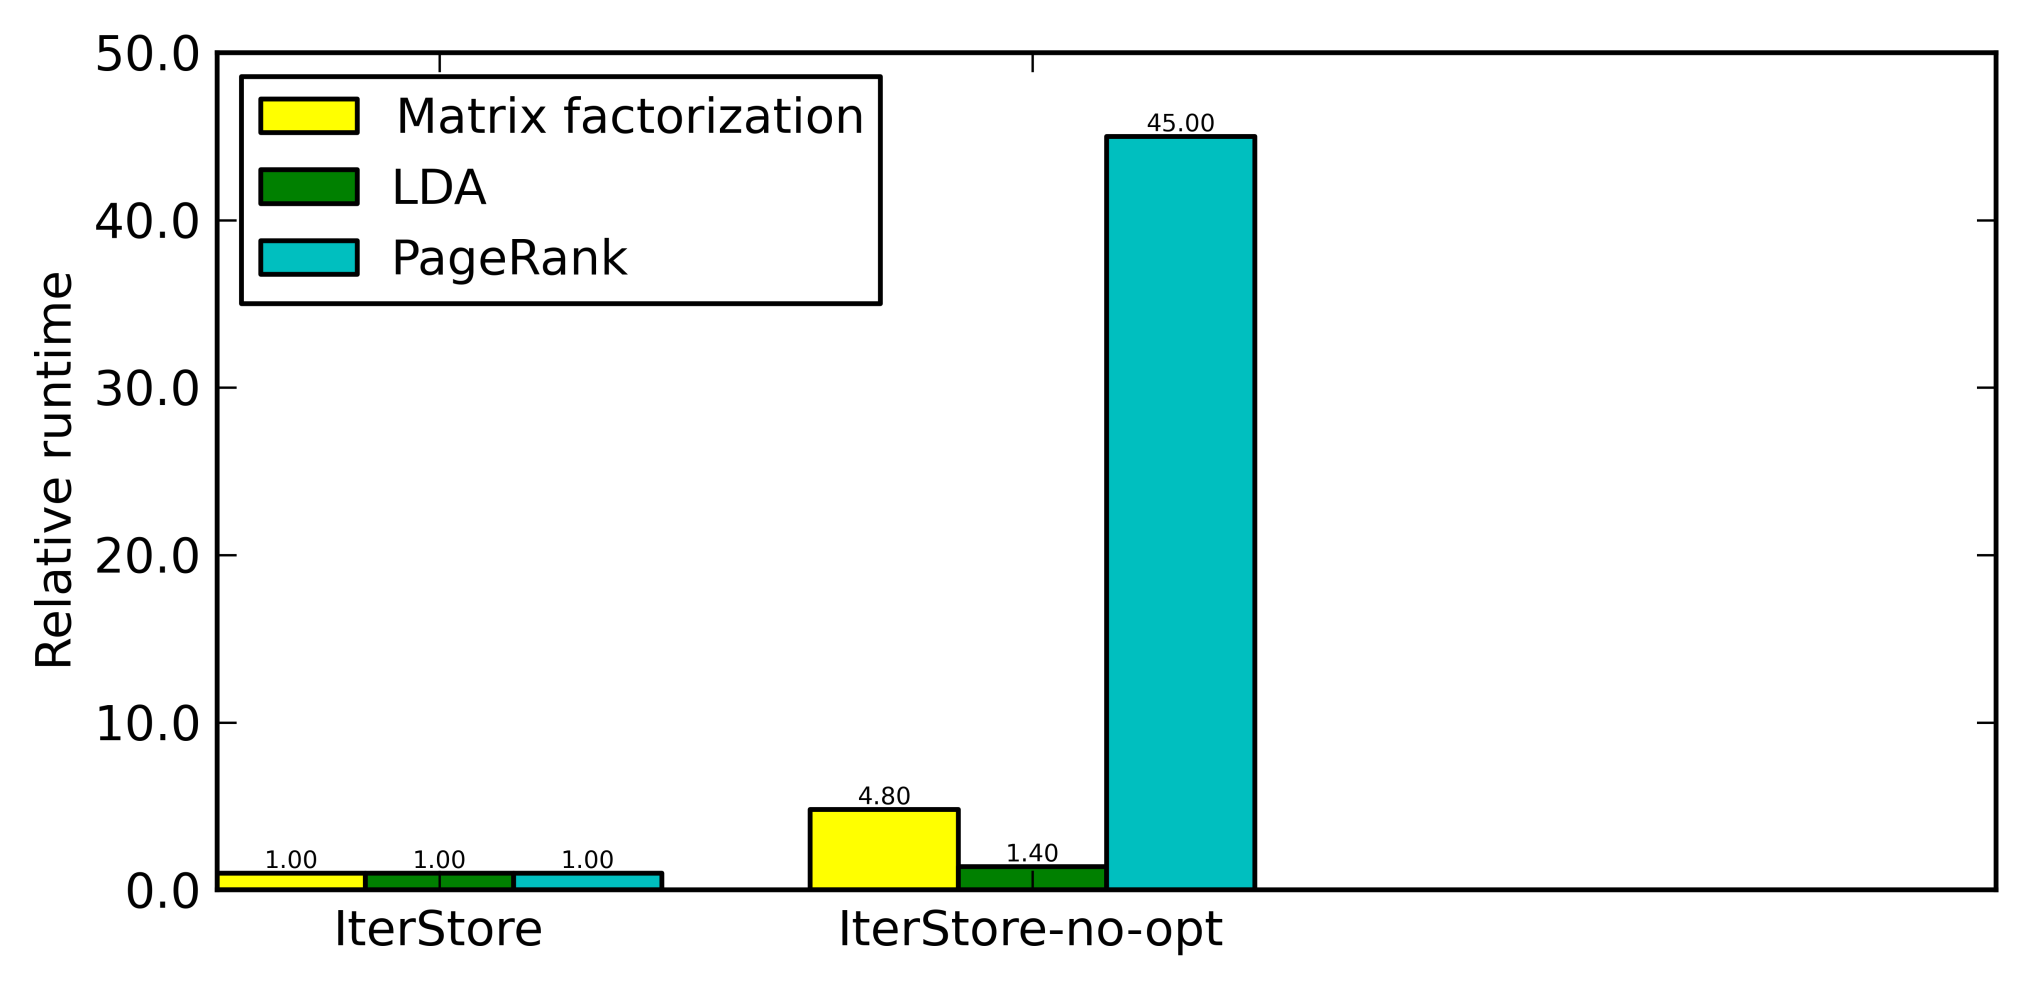 50.0
40.0
30.0
20.0
10.0
0.0
Relative runtime
Matrix factorization
LDA
PageRank
1.00
1.00
1.00
4.80
1.40
45.00
IterStore
IterStore-no-opt